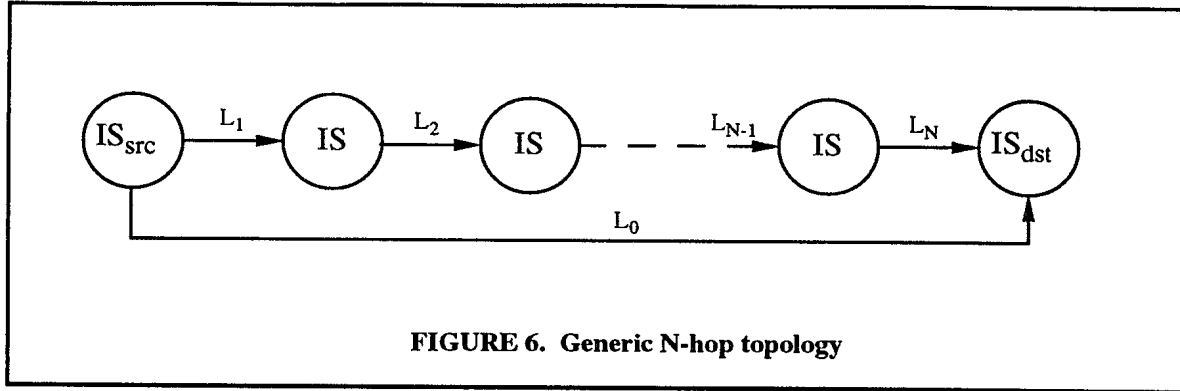 IS_src L_1 IS L_2 IS L_N-1 IS L_N IS_dst
L_0
FIGURE 6. Generic N-hop topology